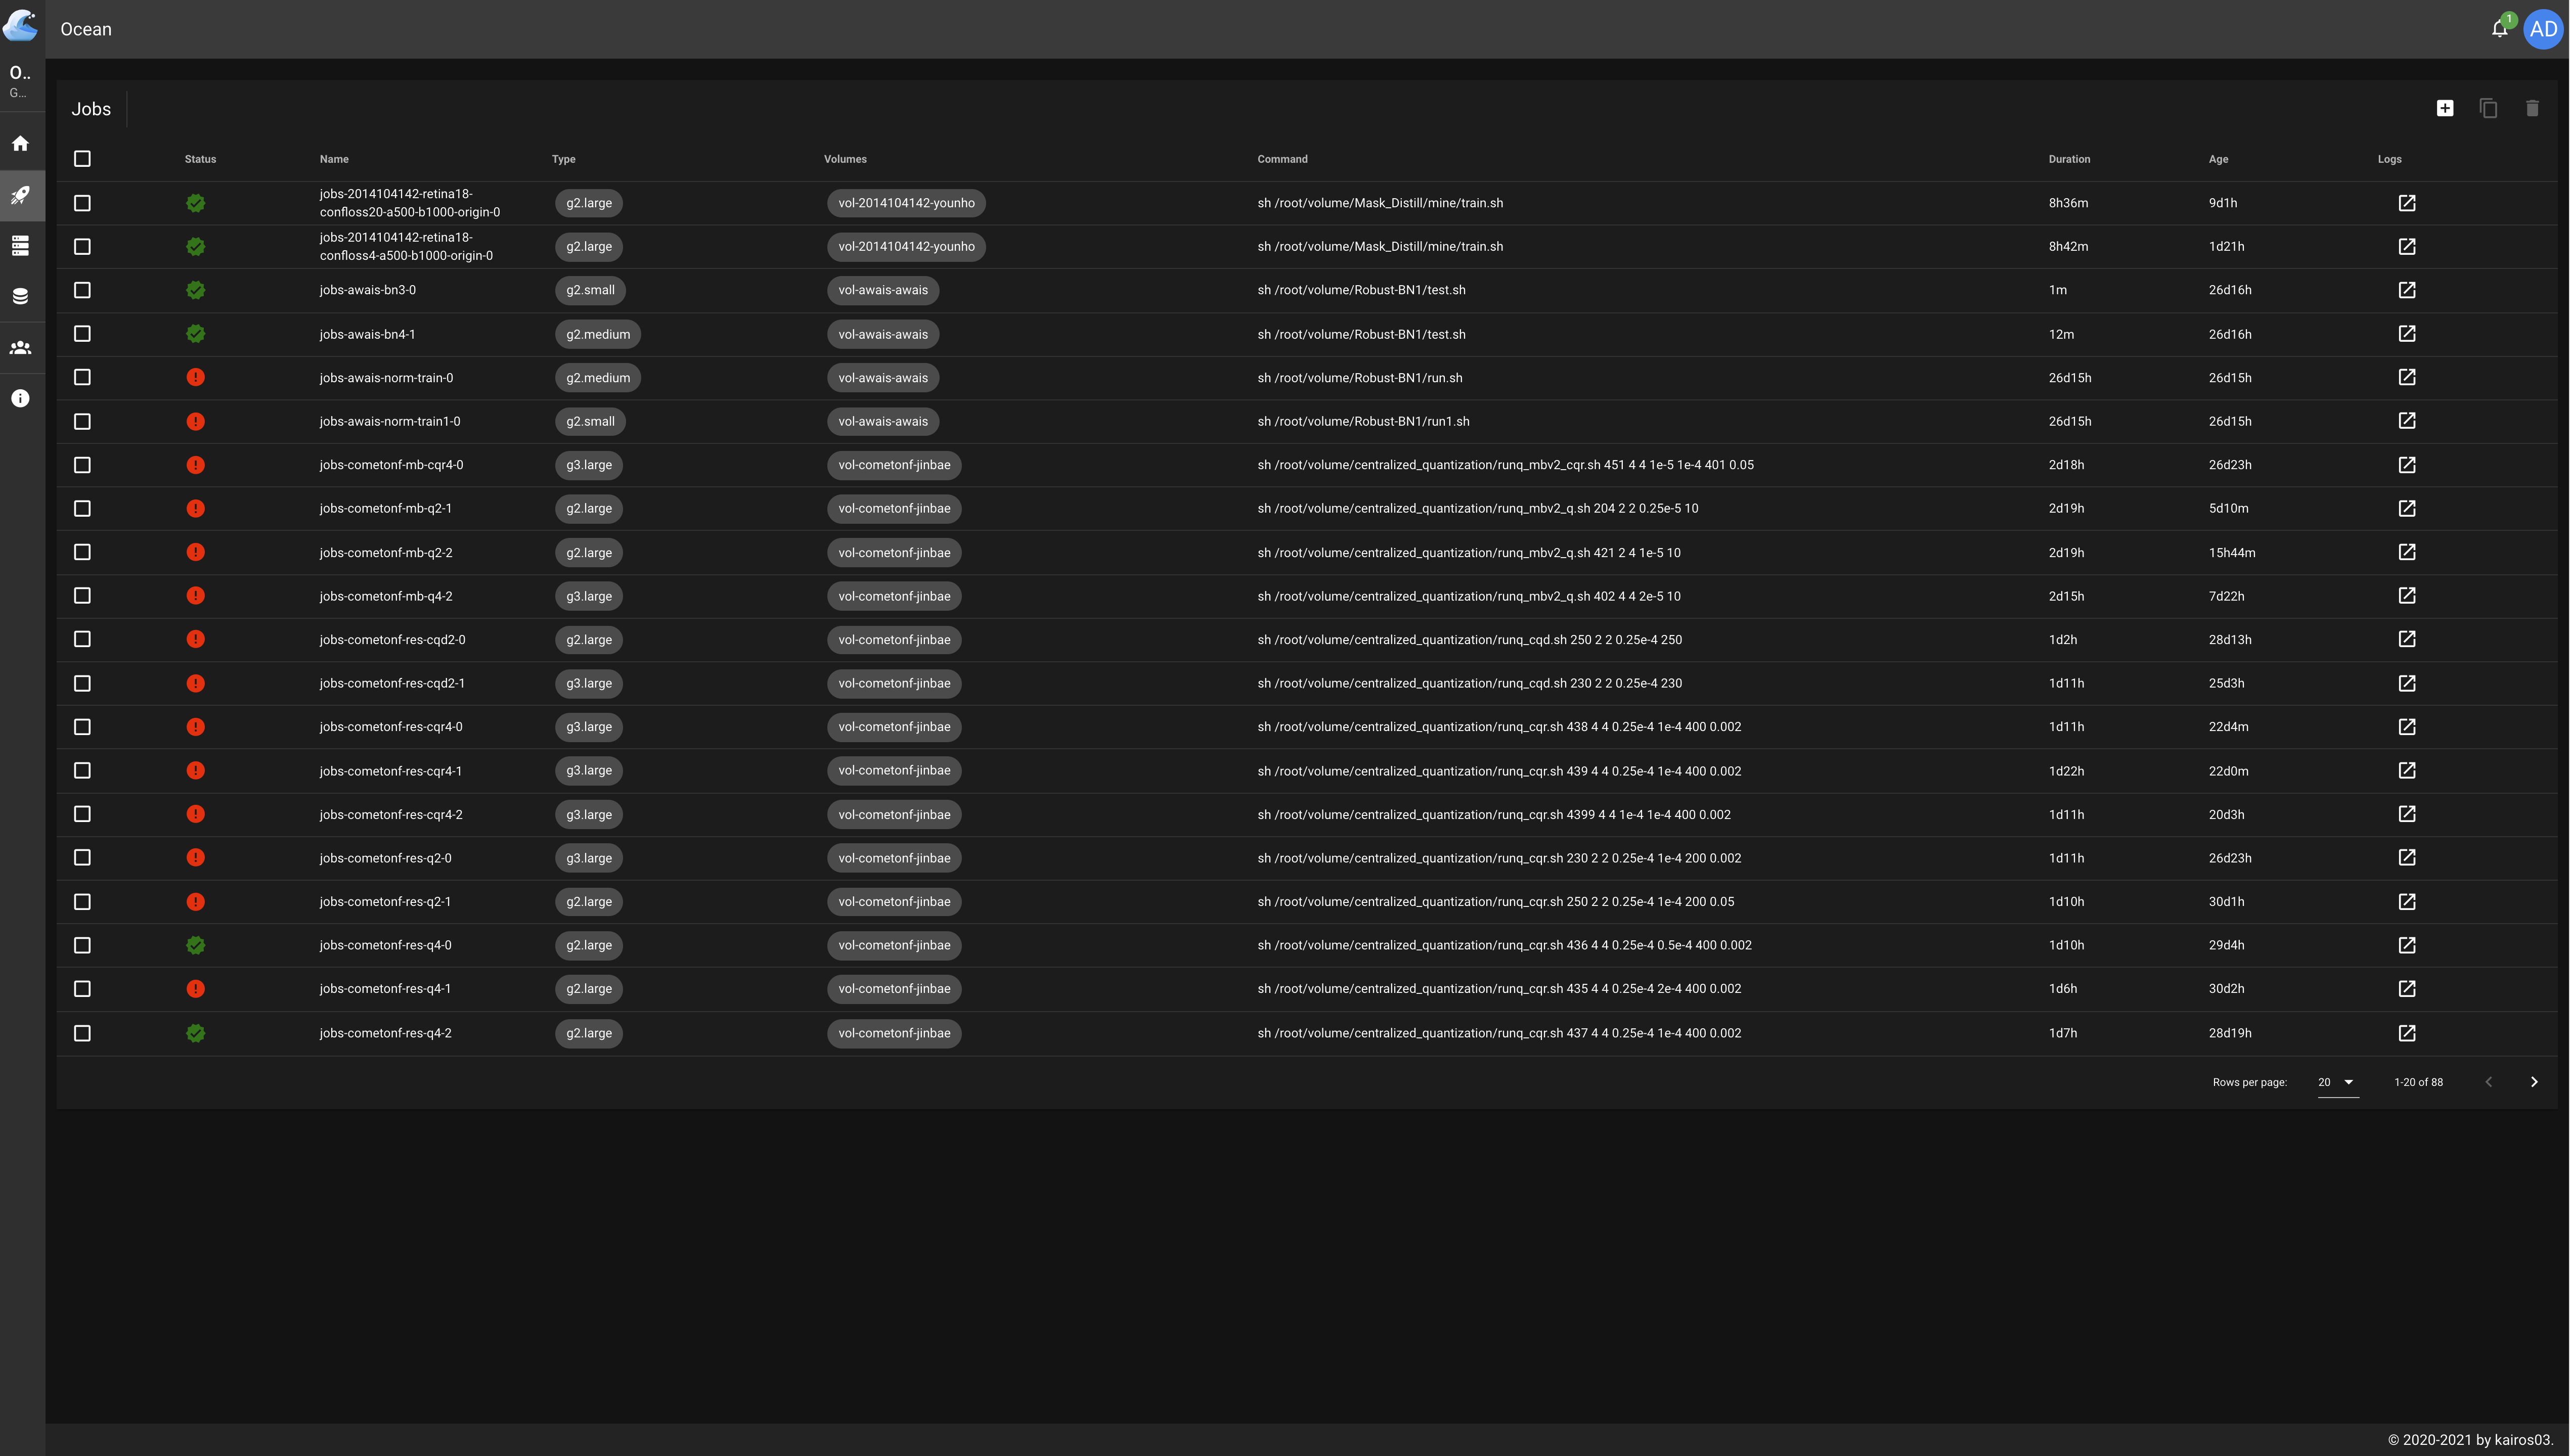 Ocean
1
AD
O..
G...
Jobs
Status Name Type Volumes Command Duration Age Logs
jobs-2014104142-retina18-
confloss20-a500-b1000-origin-0 g2.large vol-2014104142-younho sh /root/volume/Mask_Distill/mine/train.sh 8h36m 9d1h
jobs-2014104142-retina18-
confloss4-a500-b1000-origin-0 g2.large vol-2014104142-younho sh /root/volume/Mask_Distill/mine/train.sh 8h42m 1d21h
jobs-awais-bn3-0 g2.small vol-awais-awais sh /root/volume/Robust-BN1/test.sh 1m 26d16h
jobs-awais-bn4-1 g2.medium vol-awais-awais sh /root/volume/Robust-BN1/test.sh 12m 26d16h
jobs-awais-norm-train-0 g2.medium vol-awais-awais sh /root/volume/Robust-BN1/run.sh 26d15h 26d15h
jobs-awais-norm-train1-0 g2.small vol-awais-awais sh /root/volume/Robust-BN1/run1.sh 26d15h 26d15h
jobs-cometonf-mb-cqr4-0 g3.large vol-cometonf-jinbae sh /root/volume/centralized_quantization/runq_mbv2_cqr.sh 451 4 4 1e-5 1e-4 401 0.05 2d18h 26d23h
jobs-cometonf-mb-q2-1 g2.large vol-cometonf-jinbae sh /root/volume/centralized_quantization/runq_mbv2_q.sh 204 2 2 0.25e-5 10 2d19h 5d10m
jobs-cometonf-mb-q2-2 g2.large vol-cometonf-jinbae sh /root/volume/centralized_quantization/runq_mbv2_q.sh 421 2 4 1e-5 10 2d19h 15h44m
jobs-cometonf-mb-q4-2 g3.large vol-cometonf-jinbae sh /root/volume/centralized_quantization/runq_mbv2_q.sh 402 4 4 2e-5 10 2d15h 7d22h
jobs-cometonf-res-cqd2-0 g2.large vol-cometonf-jinbae sh /root/volume/centralized_quantization/runq_cqd.sh 250 2 2 0.25e-4 250 1d2h 28d13h
jobs-cometonf-res-cqd2-1 g3.large vol-cometonf-jinbae sh /root/volume/centralized_quantization/runq_cqd.sh 230 2 2 0.25e-4 230 1d11h 25d3h
jobs-cometonf-res-cqr4-0 g3.large vol-cometonf-jinbae sh /root/volume/centralized_quantization/runq_cqr.sh 438 4 4 0.25e-4 1e-4 400 0.002 1d11h 22d4m
jobs-cometonf-res-cqr4-1 g3.large vol-cometonf-jinbae sh /root/volume/centralized_quantization/runq_cqr.sh 439 4 4 0.25e-4 1e-4 400 0.002 1d22h 22d0m
jobs-cometonf-res-cqr4-2 g3.large vol-cometonf-jinbae sh /root/volume/centralized_quantization/runq_cqr.sh 4399 4 4 1e-4 1e-4 400 0.002 1d11h 20d3h
jobs-cometonf-res-q2-0 g3.large vol-cometonf-jinbae sh /root/volume/centralized_quantization/runq_cqr.sh 230 2 2 0.25e-4 1e-4 200 0.002 1d11h 26d23h
jobs-cometonf-res-q2-1 g2.large vol-cometonf-jinbae sh /root/volume/centralized_quantization/runq_cqr.sh 250 2 2 0.25e-4 1e-4 200 0.05 1d10h 30d1h
jobs-cometonf-res-q4-0 g2.large vol-cometonf-jinbae sh /root/volume/centralized_quantization/runq_cqr.sh 436 4 4 0.25e-4 0.5e-4 400 0.002 1d10h 29d4h
jobs-cometonf-res-q4-1 g2.large vol-cometonf-jinbae sh /root/volume/centralized_quantization/runq_cqr.sh 435 4 4 0.25e-4 2e-4 400 0.002 1d6h 30d2h
jobs-cometonf-res-q4-2 g2.large vol-cometonf-jinbae sh /root/volume/centralized_quantization/runq_cqr.sh 437 4 4 0.25e-4 1e-4 400 0.002 1d7h 28d19h
Rows per page: 20 1-20 of 88
© 2020-2021 by kairos03.